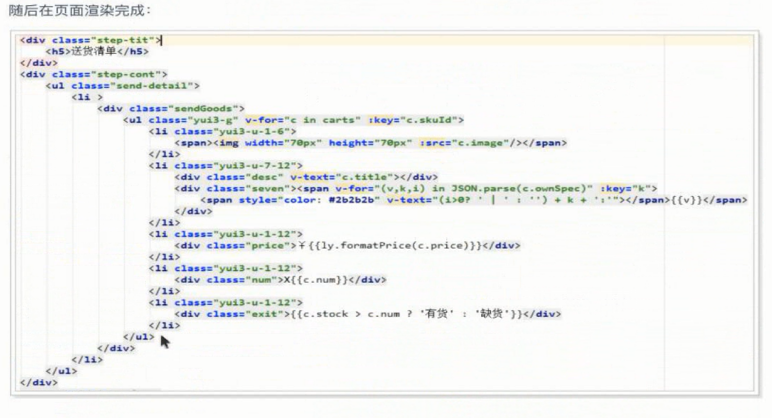 随后在页面渲染完成：
<div class="step-tit">
<h5>送货清单</h5>
</div>
<div class="step-cont">
<ul class="send-detail">
<li >
<div class="sendGoods">
<ul class="yui3-g" v-for="c in carts" :key="c.skuId">
<li class="yui3-u-1-6">
<span><img width="70px" height="70px" :src="c.image"/></span>
</li>
<li class="yui3-u-7-12">
<div class="desc" v-text="c.title"></div>
<div class="seven"><span v-for="(v,k,i) in JSON.parse(c.ownSpec)" :key="k">
<span style="color: #2b2b2b" v-text="(i>0? ' | ' : '') + k + ':'"></span>{{v}}</span>
</div>
</li>
<li class="yui3-u-1-12">
<div class="price">￥{{ly.formatPrice(c.price)}}</div>
</li>
<li class="yui3-u-1-12">
<div class="num">X{{c.num}}</div>
</li>
<li class="yui3-u-1-12">
<div class="exit">{{c.stock > c.num ? '有货' : '缺货'}}</div>
</li>
</ul>
</div>
</li>
</ul>
</div>